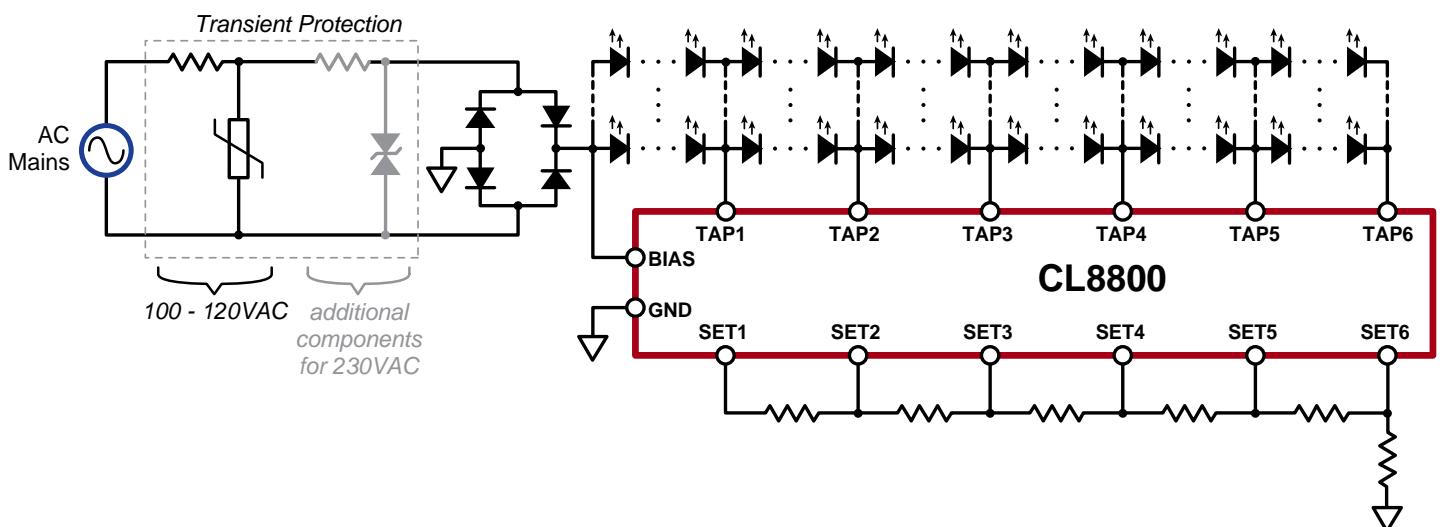 Transient Protection
AC
Mains
100 - 120VAC
additional
components
for 230VAC
TAP1
TAP2
TAP3
TAP4
TAP5
TAP6
BIAS
CL8800
GND
SET1
SET2
SET3
SET4
SET5
SET6